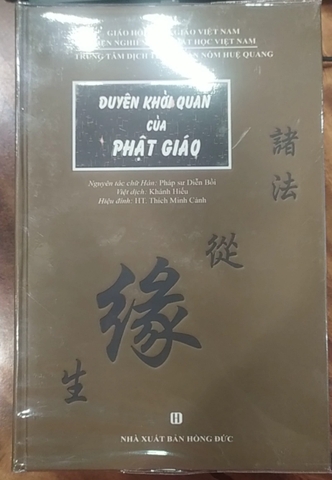 GIÁO HỘI GIÁO VIỆT NAM
VIỆN NGHIÊN HỌC VIỆT NAM
TRUNG TÂM DỊCH NÔM HUỆ QUANG
DUYÊN KHỞI QUAN
CỦA
PHẬT GIÁO
Nguyên tác chữ Hán: Pháp sư Diễn Bồi
Việt dịch: Khánh Hiếu
Hiệu đính: HT. Thích Minh Cảnh
諸
法
從
緣
生
H
NHÀ XUẤT BẢN HỒNG ĐỨC